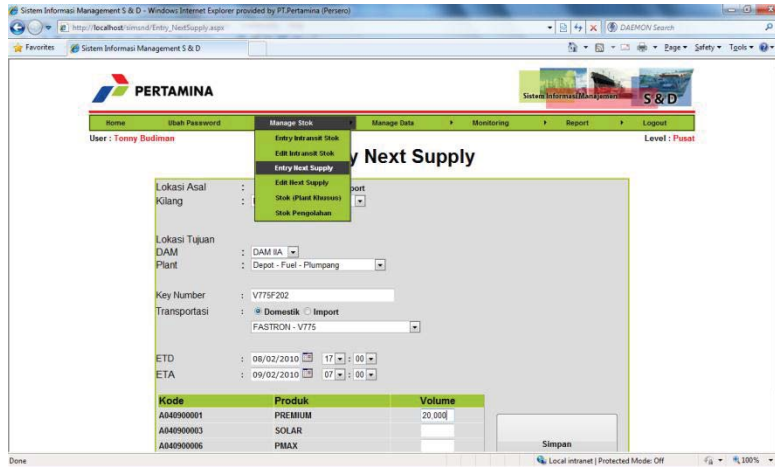 Sistem Informasi Management S & D - Windows Internet Explorer provided by PT.Pertamina (Persero)
http://localhost/simsnd/Entry_NextSupply.aspx
DAEMON Search
Favorites Sistem Informasi Management S & D Page Safety Tools
PERTAMINA
Sistem Informasi Manajemen S & D
Home Ubah Password Manage Stok Manage Data Monitoring Report Logout
User : Tonny Budiman Level : Pusat
Entry Intransit Stok
Edit Intransit Stok
Entry Next Supply
Edit Next Supply
Stok (Plant Khusus)
Stok Pengolahan
y Next Supply
Lokasi Asal : port
Kilang :
Lokasi Tujuan
DAM : DAM IIA
Plant : Depot - Fuel - Plumpang
Key Number : V775F202
Transportasi : Domestik Import
FASTRON - V775
ETD : 08/02/2010 17 : 00
ETA : 09/02/2010 07 : 00
Kode Produk Volume
A040900001 PREMIUM 20,000
A040900003 SOLAR
A040900006 PMAX
Simpan
Done Local intranet | Protected Mode: Off 100%